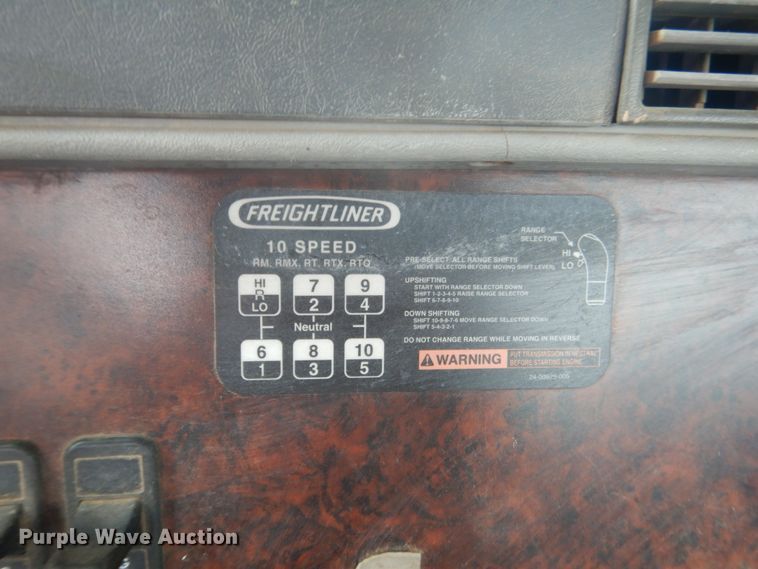 FREIGHTLINER
10 SPEED
RM, RMX, RT, RTX, RTO
HI
R
LO
7
2
9
4
Neutral
6
1
8
3
10
5
PRE-SELECT ALL RANGE SHIFTS
(MOVE SELECTOR BEFORE MOVING SHIFT LEVER)
UPSHIFTING
START WITH RANGE SELECTOR DOWN
SHIFT 1-2-3-4-5 RAISE RANGE SELECTOR
SHIFT 6-7-8-9-10
DOWN SHIFTING
SHIFT 10-9-8-7-6 MOVE RANGE SELECTOR DOWN
SHIFT 5-4-3-2-1
DO NOT CHANGE RANGE WHILE MOVING IN REVERSE
RANGE
SELECTOR
HI
LO
WARNING
PUT TRANSMISSION IN NEUTRAL
BEFORE STARTING ENGINE
Purple Wave Auction